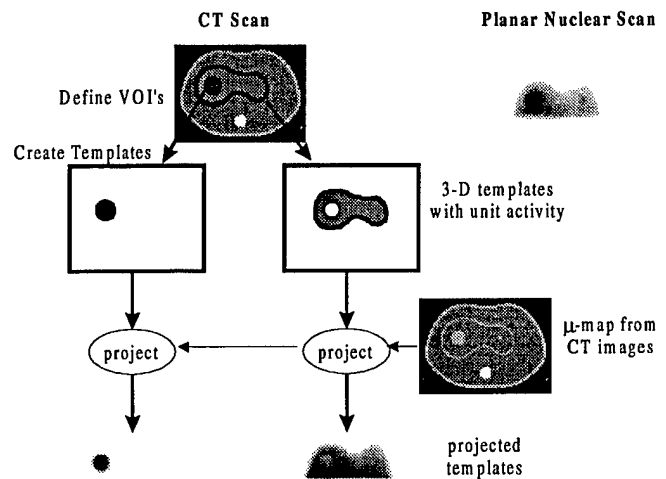 CT Scan
Planar Nuclear Scan
Define VOI's
Create Templates
3-D templates
with unit activity
project
project
μ-map from
CT images
projected
templates